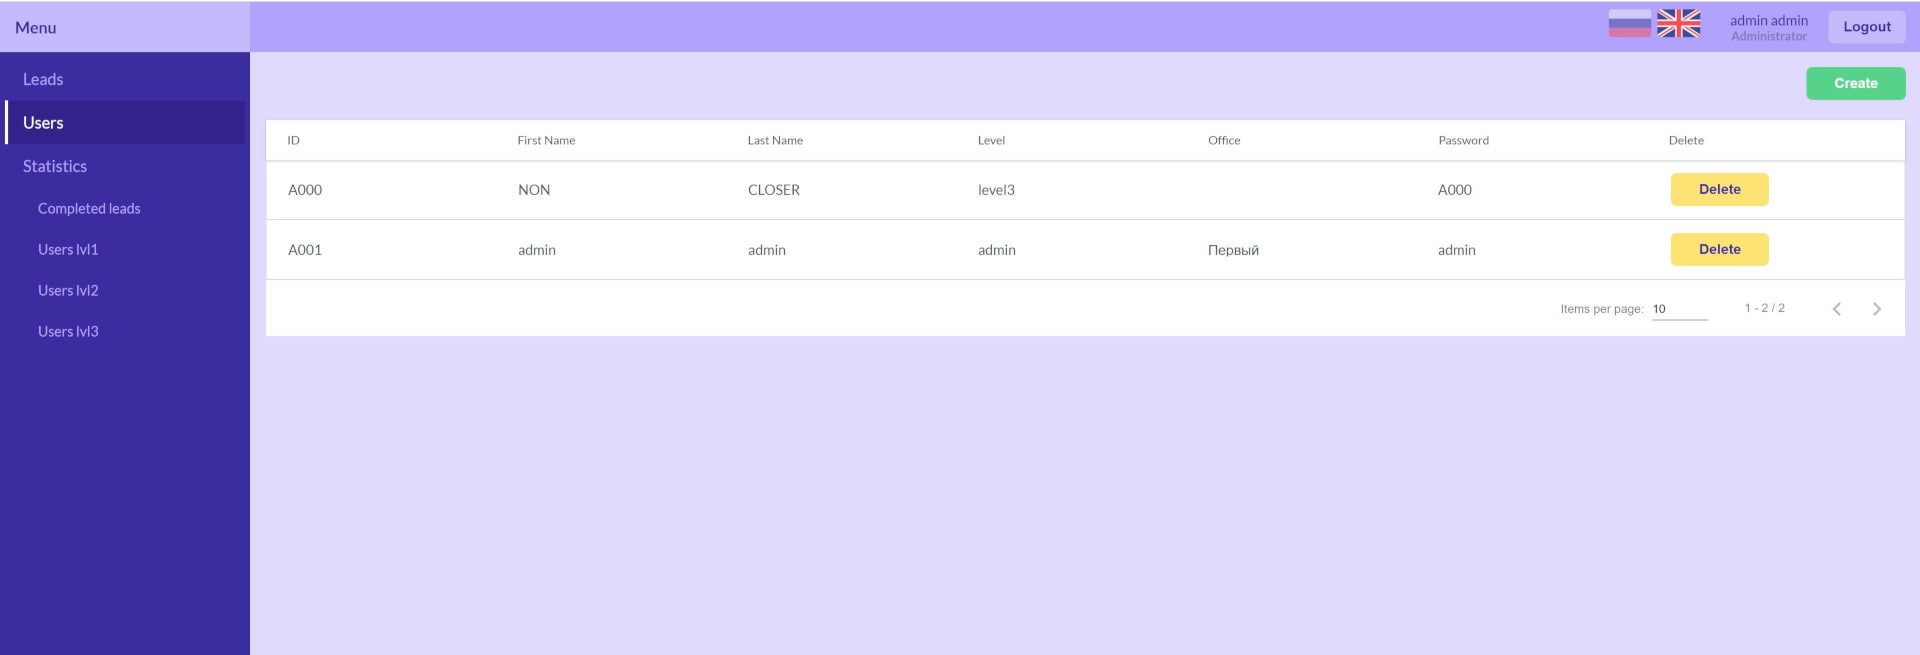 Menu
admin admin
Administrator
Logout
Leads
Users
Statistics
Completed leads
Users lvl1
Users lvl2
Users lvl3
Create
ID First Name Last Name Level Office Password Delete
A000 NON CLOSER level3 A000 Delete
A001 admin admin admin Первый admin Delete
Items per page: 10 1 - 2 / 2